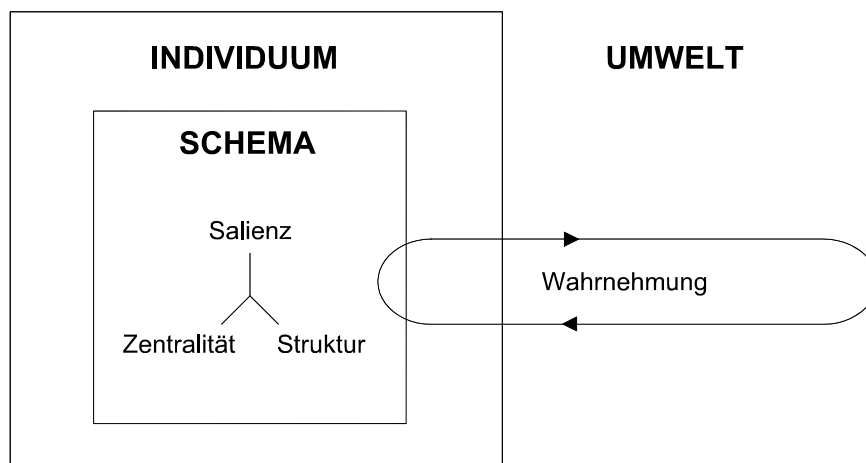 INDIVIDUUM
UMWELT
SCHEMA
Salienz
Wahrnehmung
Zentralität
Struktur